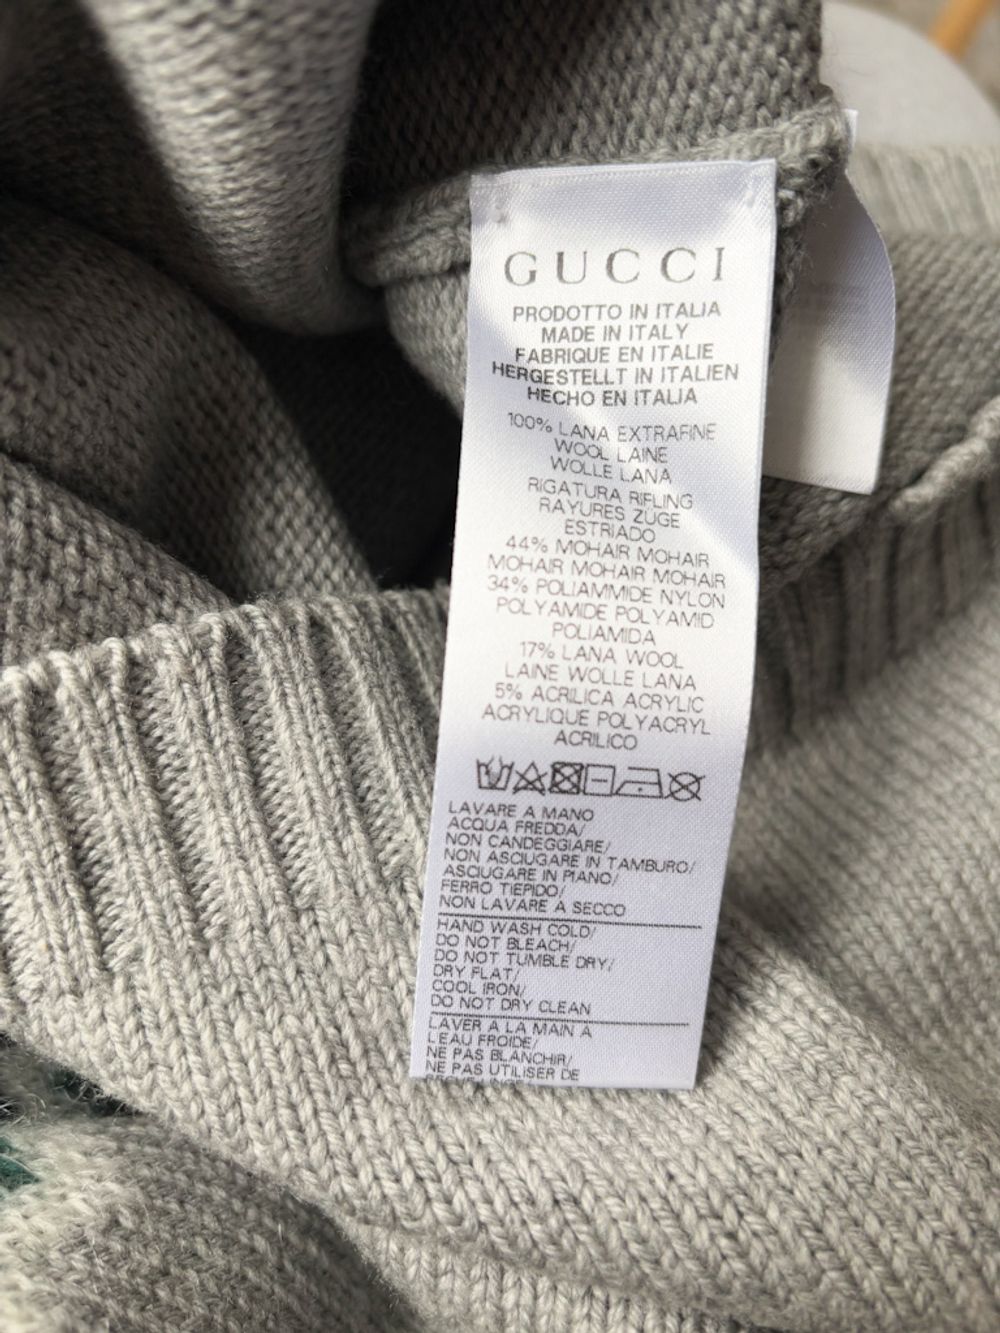 GUCCI
PRODOTTO IN ITALIA
MADE IN ITALY
FABRIQUE EN ITALIE
HERGESTELLT IN ITALIEN
HECHO EN ITALIA
100% LANA EXTRAFINE
WOOL LAINE
WOLLE LANA
RIGATURA RIFLING
RAYURES ZÜGE
ESTRIADO
44% MOHAIR MOHAIR
MOHAIR MOHAIR MOHAIR
34% POLIAMMIDE NYLON
POLYAMIDE POLYAMID
POLIAMIDA
17% LANA WOOL
LAINE WOLLE LANA
5% ACRILICA ACRYLIC
ACRYLIQUE POLYACRYL
ACRILICO
LAVARE A MANO
ACQUA FREDDA/
NON CANDEGGIARE/
NON ASCIUGARE IN TAMBURO/
ASCIUGARE IN PIANO/
FERRO TIEPIDO/
NON LAVARE A SECCO
HAND WASH COLD/
DO NOT BLEACH/
DO NOT TUMBLE DRY/
DRY FLAT/
COOL IRON/
DO NOT DRY CLEAN
LAVER A LA MAIN A
L'EAU FROIDE/
NE PAS BLANCHIR/
NE PAS UTILISER DE